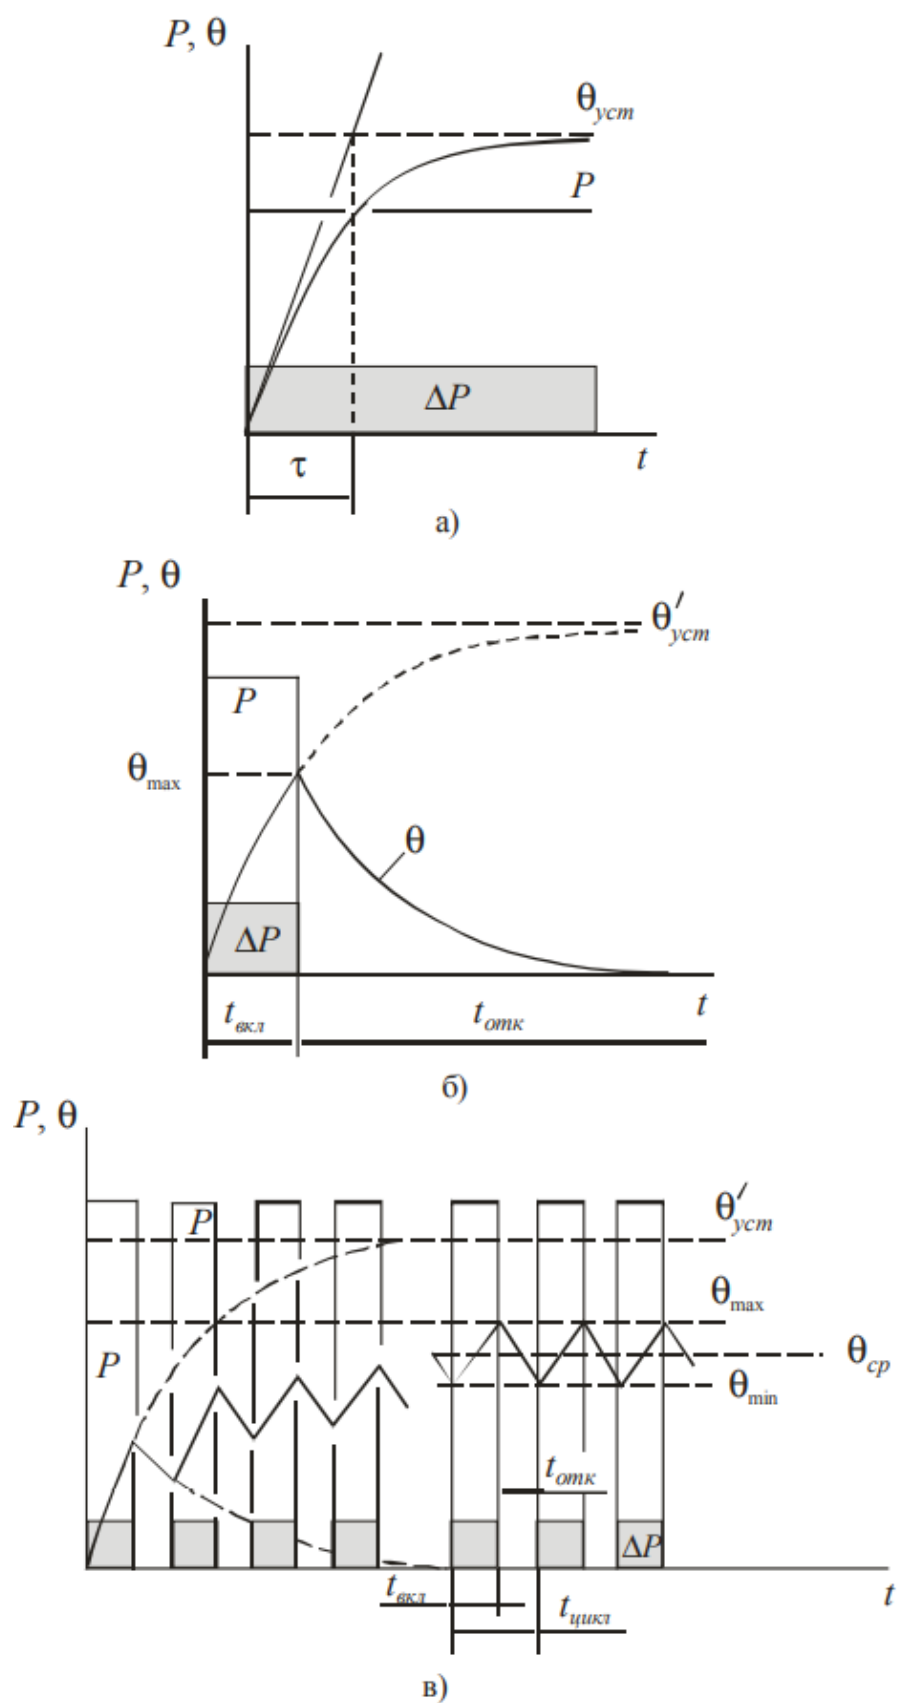 P, θ
θуст
P
ΔP
t
τ
а)
P, θ
θ′уст
P
θmax
θ
ΔP
tвкл
tотк
t
б)
P, θ
P
θ′уст
θmax
P
θср
θmin
tотк
ΔP
tвкл
tцикл
t
в)